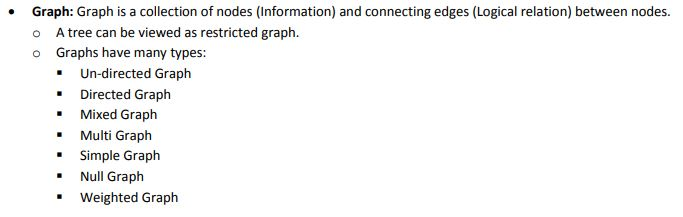 • Graph: Graph is a collection of nodes (Information) and connecting edges (Logical relation) between nodes.
o A tree can be viewed as restricted graph.
o Graphs have many types:
▪ Un-directed Graph
▪ Directed Graph
▪ Mixed Graph
▪ Multi Graph
▪ Simple Graph
▪ Null Graph
▪ Weighted Graph